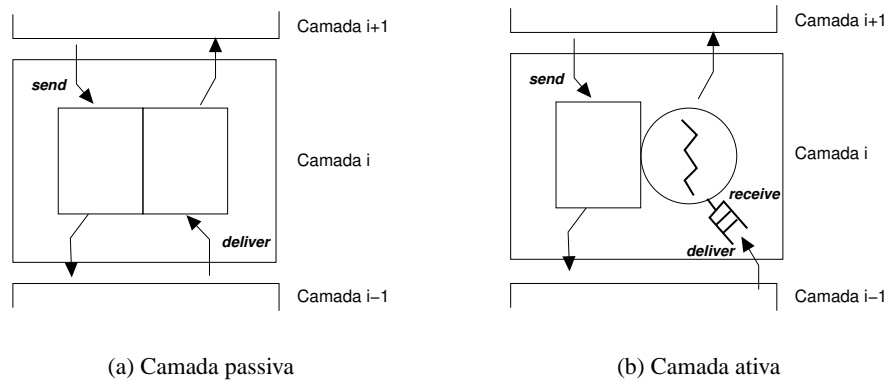 Camada i+1
send
Camada i
deliver
Camada i−1
(a) Camada passiva
Camada i+1
send
Camada i
receive
deliver
Camada i−1
(b) Camada ativa